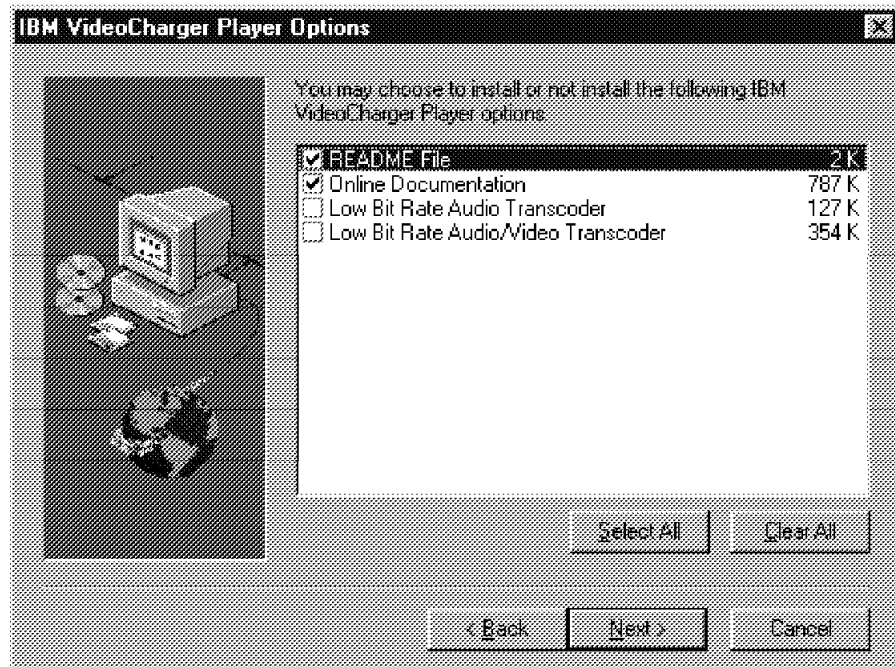 IBM VideoCharger Player Options
You may choose to install or not install the following IBM
VideoCharger Player options.
README File 2 K
Online Documentation 787 K
Low Bit Rate Audio Transcoder 127 K
Low Bit Rate Audio/Video Transcoder 354 K
Select All Clear All
< Back Next > Cancel